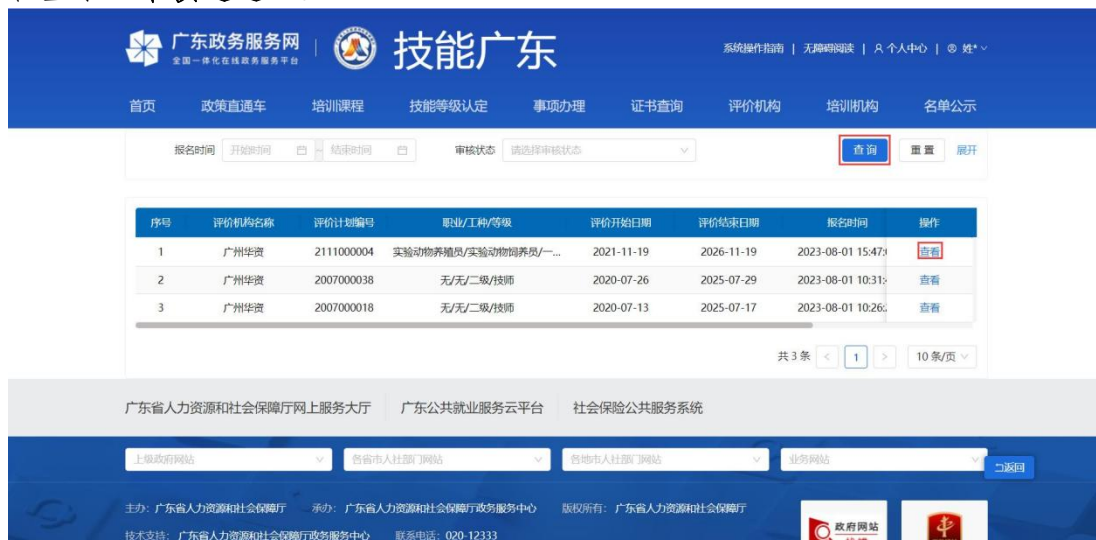 广东政务服务网
全国一体化在线政务服务平台
技能广东
系统操作指南 | 无障碍阅读 | 个人中心 | 姓*
首页 政策直通车 培训课程 技能等级认定 事项办理 证书查询 评价机构 培训机构 名单公示
报名时间 开始时间 - 结束时间 审核状态 请选择审核状态 查询 重置 展开
序号 评价机构名称 评价计划编号 职业/工种/等级 评价开始日期 评价结束日期 报名时间 操作
1 广州华资 2111000004 实验动物养殖员/实验动物饲养员/一... 2021-11-19 2026-11-19 2023-08-01 15:47: 查看
2 广州华资 2007000038 无/无/二级/技师 2020-07-26 2025-07-29 2023-08-01 10:31: 查看
3 广州华资 2007000018 无/无/二级/技师 2020-07-13 2025-07-17 2023-08-01 10:26: 查看
共 3 条 < 1 > 10 条/页
广东省人力资源和社会保障厅网上服务大厅 广东公共就业服务云平台 社会保险公共服务系统
上级政府网站 各省市人社部门网站 各地市人社部门网站 业务网站
返回
主办：广东省人力资源和社会保障厅 承办：广东省人力资源和社会保障厅政务服务中心 版权所有：广东省人力资源和社会保障厅
政府网站
技术支持：广东省人力资源和社会保障厅政务服务中心 联系电话：020-12333